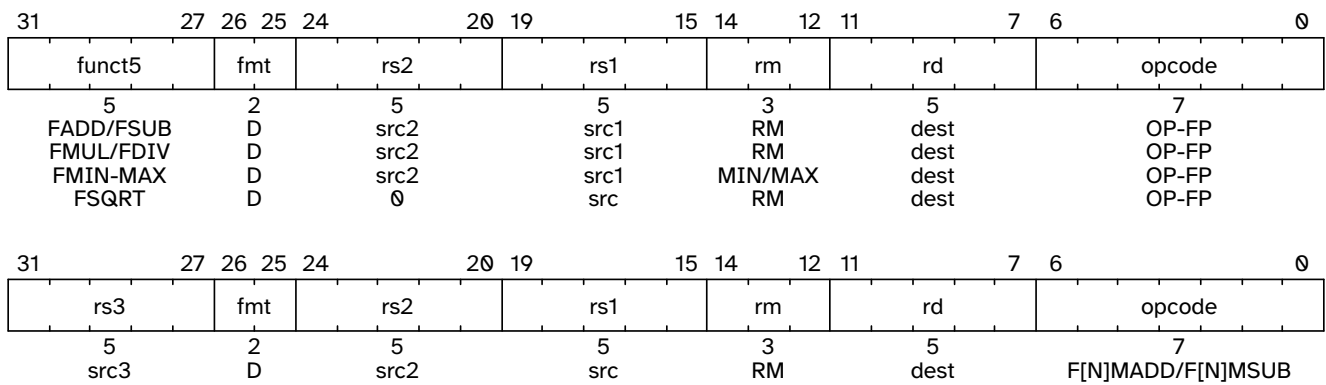 31 27 26 25 24 20 19 15 14 12 11 7 6 0
funct5 fmt rs2 rs1 rm rd opcode
5 2 5 5 3 5 7
FADD/FSUB D src2 src1 RM dest OP-FP
FMUL/FDIV D src2 src1 RM dest OP-FP
FMIN-MAX D src2 src1 MIN/MAX dest OP-FP
FSQRT D 0 src RM dest OP-FP
31 27 26 25 24 20 19 15 14 12 11 7 6 0
rs3 fmt rs2 rs1 rm rd opcode
5 2 5 5 3 5 7
src3 D src2 src RM dest F[N]MADD/F[N]MSUB